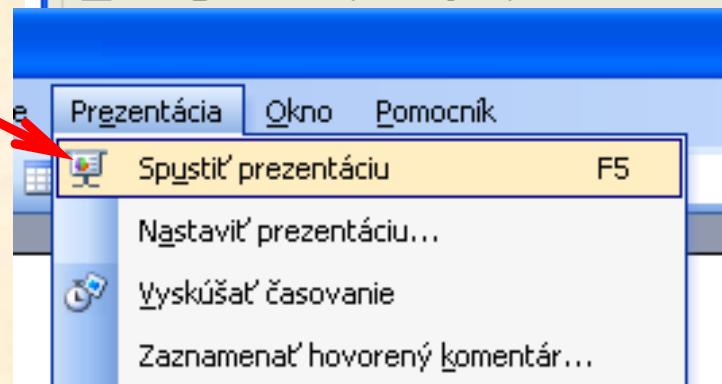 e Prezentácia Okno Pomocník
Spustiť prezentáciu F5
Nastaviť prezentáciu...
Vyskúšať časovanie
Zaznamenať hovorený komentár...